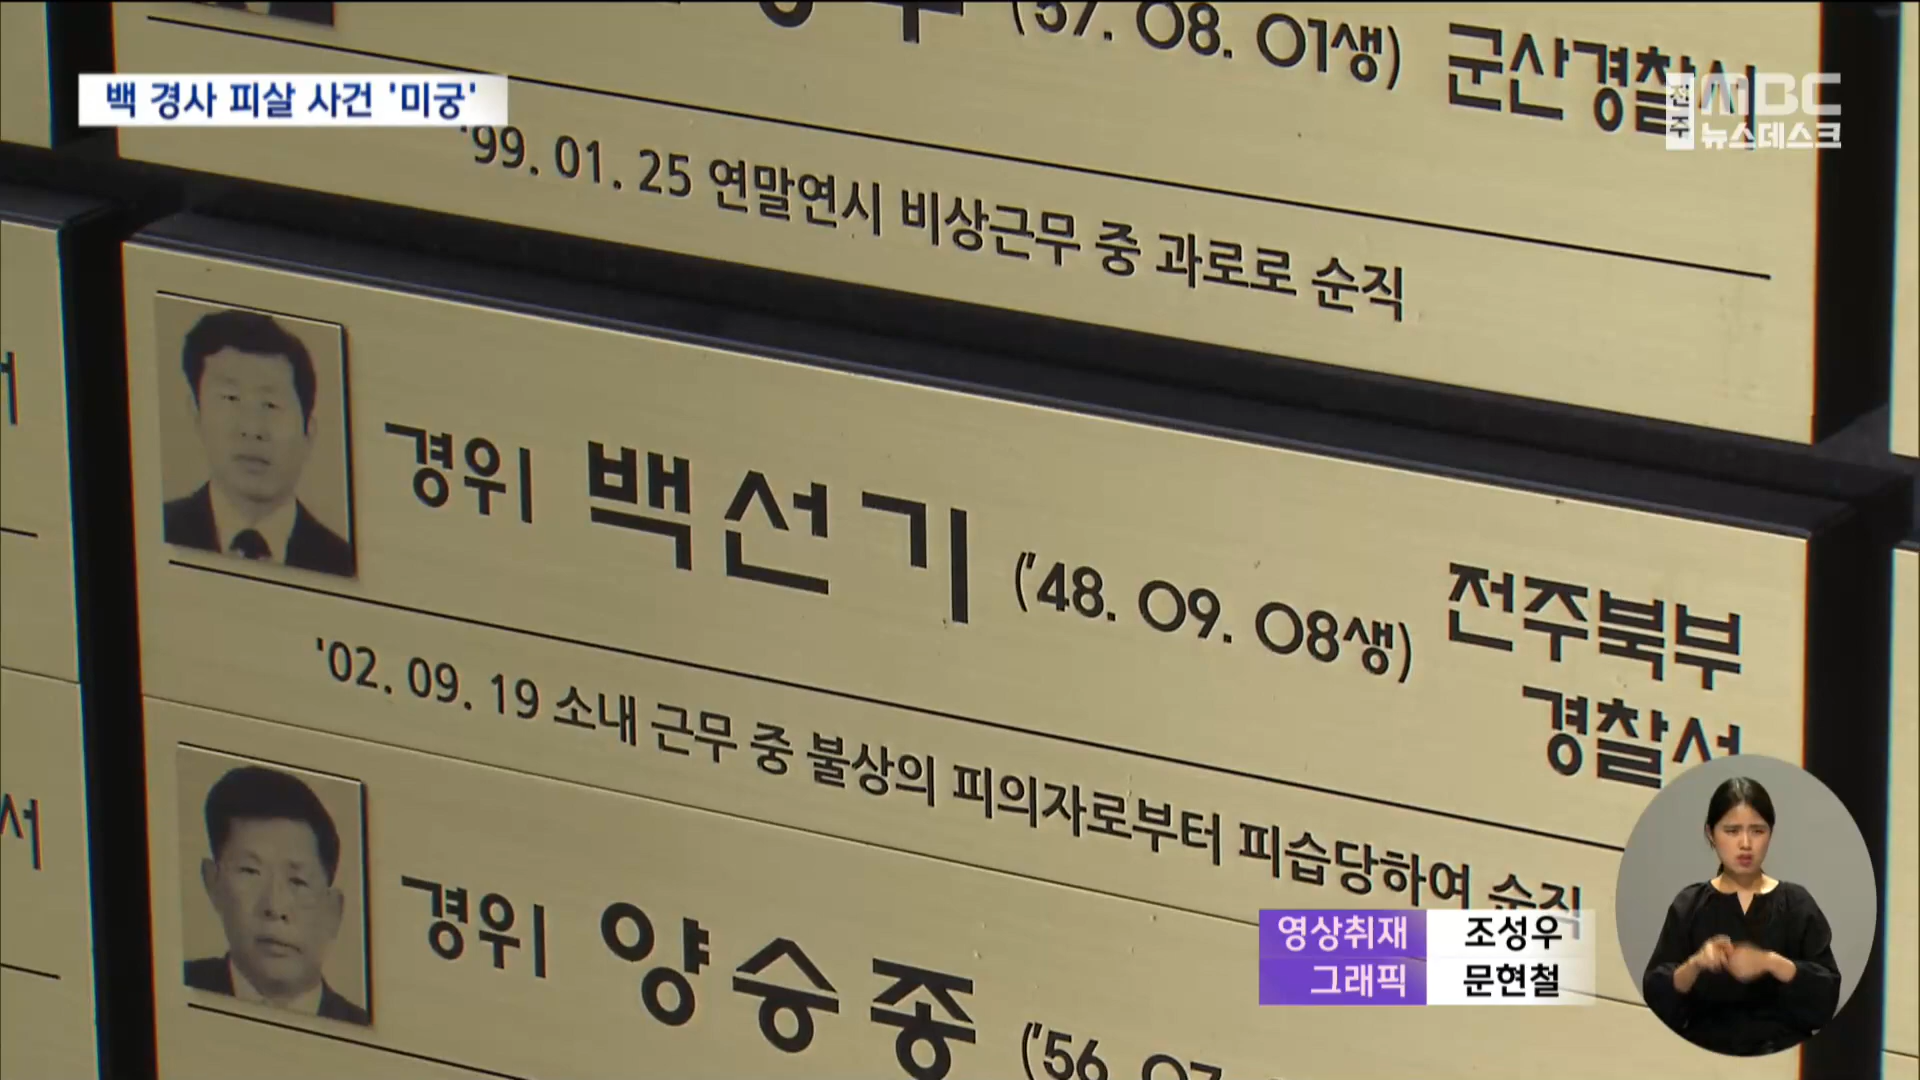 ('57. 08. 01생) 군산경찰서
백 경사 피살 사건 '미궁'
전주 MBC
뉴스데스크
'99. 01. 25 연말연시 비상근무 중 과로로 순직
경위 백선기 ('48. 09. 08생) 전주북부
경찰서
'02. 09. 19 소내 근무 중 불상의 피의자로부터 피습당하여 순직
서
경위 양승종 ('56. 07.
영상취재 조성우
그래픽 문현철